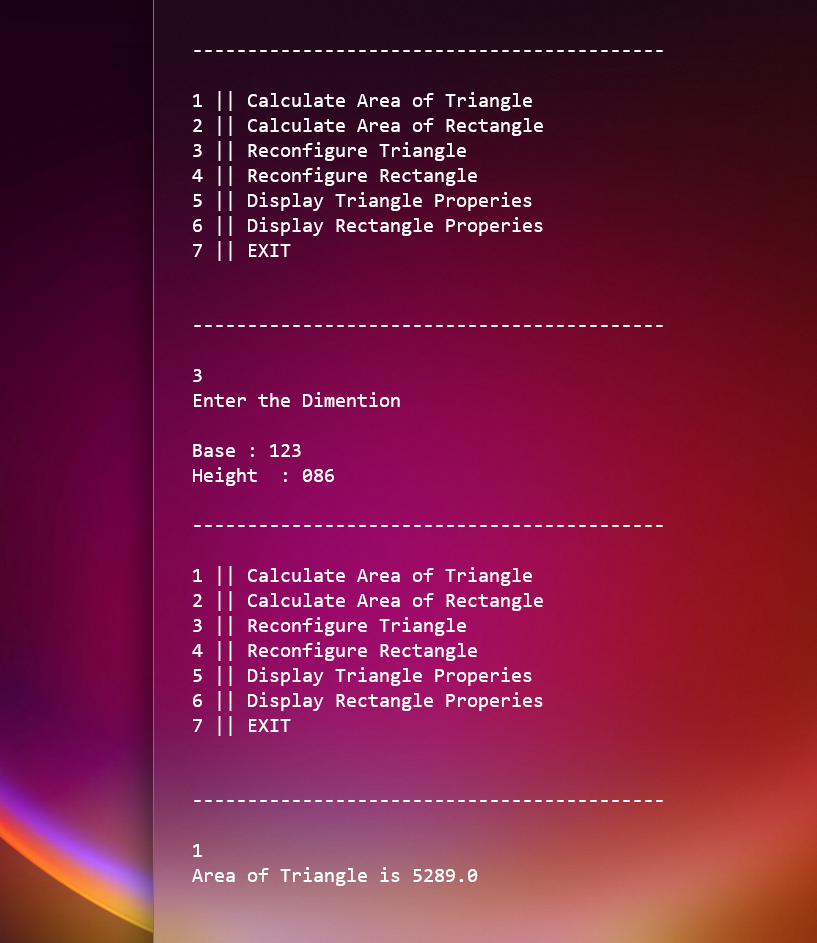 -------------------------------------------
1 || Calculate Area of Triangle
2 || Calculate Area of Rectangle
3 || Reconfigure Triangle
4 || Reconfigure Rectangle
5 || Display Triangle Properies
6 || Display Rectangle Properies
7 || EXIT
-------------------------------------------
3
Enter the Dimention
Base : 123
Height  : 086
-------------------------------------------
1 || Calculate Area of Triangle
2 || Calculate Area of Rectangle
3 || Reconfigure Triangle
4 || Reconfigure Rectangle
5 || Display Triangle Properies
6 || Display Rectangle Properies
7 || EXIT
-------------------------------------------
1
Area of Triangle is 5289.0